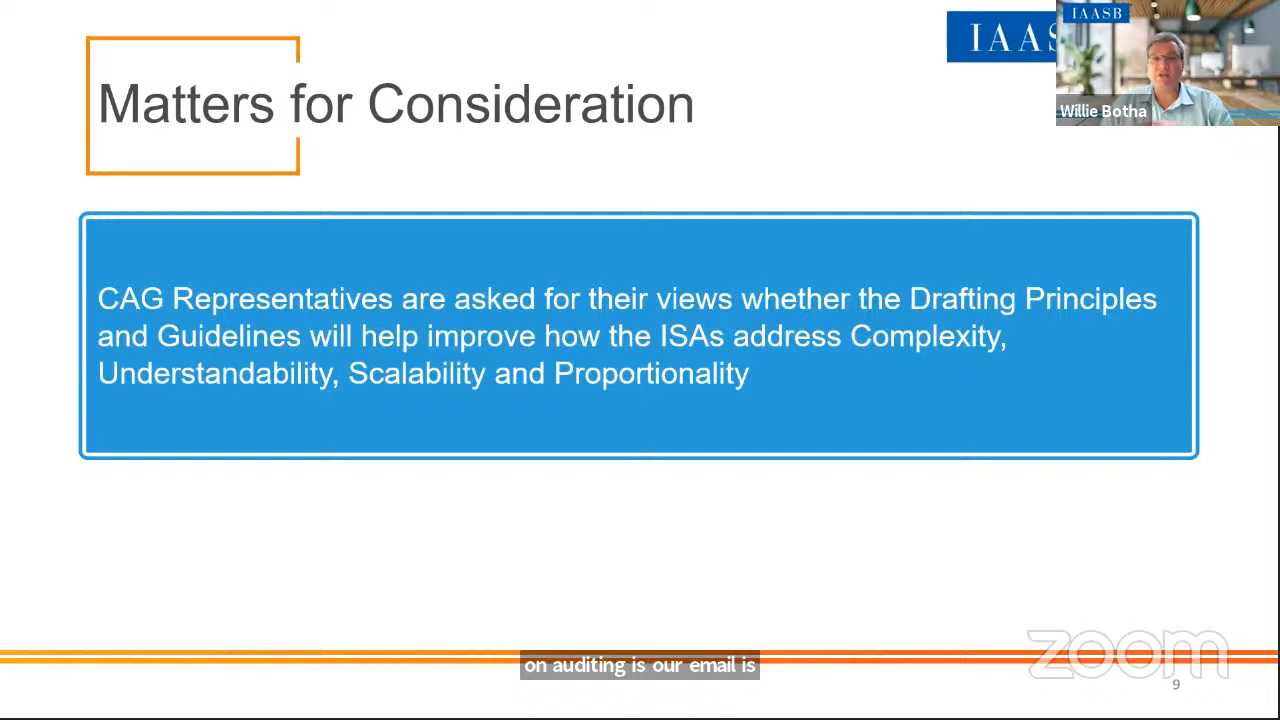 IAAS
IAASB
Willie Botha
Matters for Consideration
CAG Representatives are asked for their views whether the Drafting Principles
and Guidelines will help improve how the ISAs address Complexity,
Understandability, Scalability and Proportionality
on auditing is our email is
zoom
9